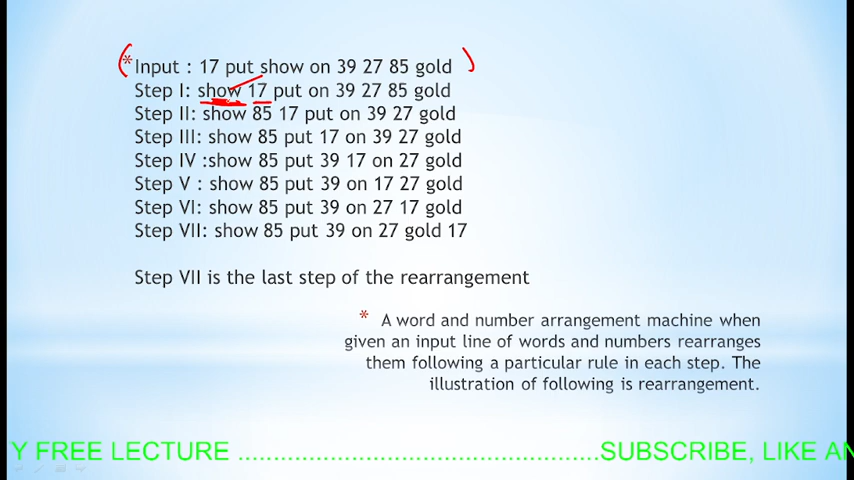 * Input : 17 put show on 39 27 85 gold
Step I: show 17 put on 39 27 85 gold
Step II: show 85 17 put on 39 27 gold
Step III: show 85 put 17 on 39 27 gold
Step IV :show 85 put 39 17 on 27 gold
Step V : show 85 put 39 on 17 27 gold
Step VI: show 85 put 39 on 27 17 gold
Step VII: show 85 put 39 on 27 gold 17
Step VII is the last step of the rearrangement
* A word and number arrangement machine when
given an input line of words and numbers rearranges
them following a particular rule in each step. The
illustration of following is rearrangement.
Y FREE LECTURE ..........................................................SUBSCRIBE, LIKE AN